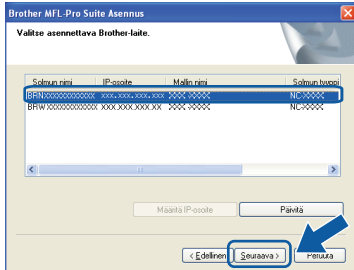 Brother MFL-Pro Suite Asennus
Valitse asennettava Brother-laite.
Solmun nimi IP-osoite Mallin nimi Solmun tyyppi
BRNXXXXXXXXXXXX XXX.XXX.XXX.XXX XXX-XXXX NC-XXXX
BRWXXXXXXXXXXXX XXX.XXX.XXX.XX XXX-XXXX NC-XXXX
Määritä IP-osoite Päivitä
< Edellinen Seuraava > Peruuta